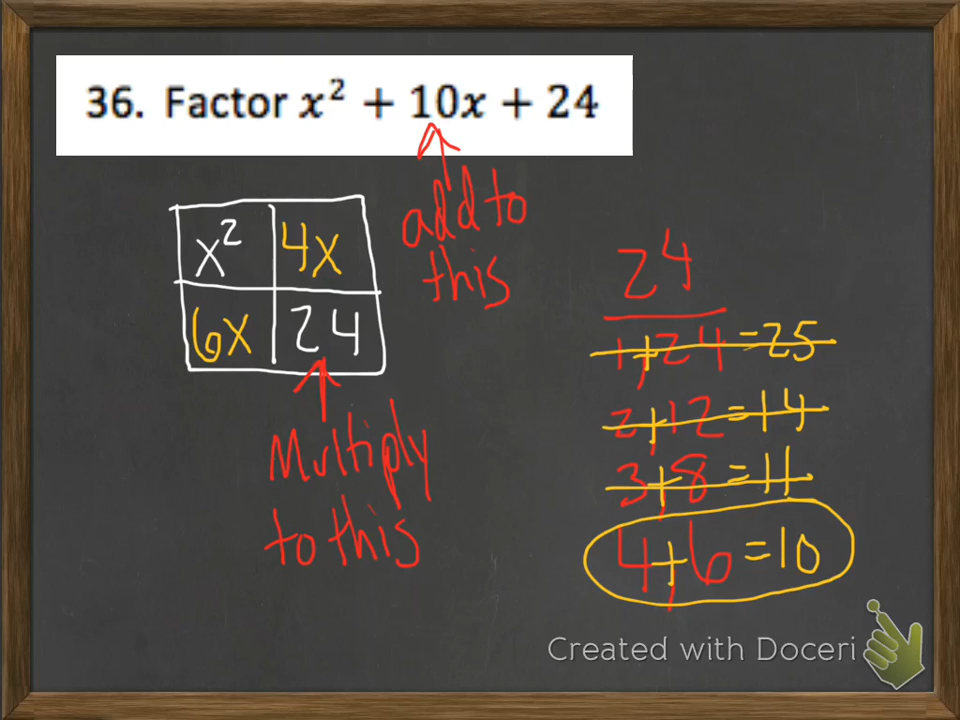 36. Factor x² + 10x + 24
add to
this
x² 4x
6x 24
Multiply
to this
24
1,+24 =25
2,+12 =14
3,+8 =11
4,+6 =10
Created with Doceri